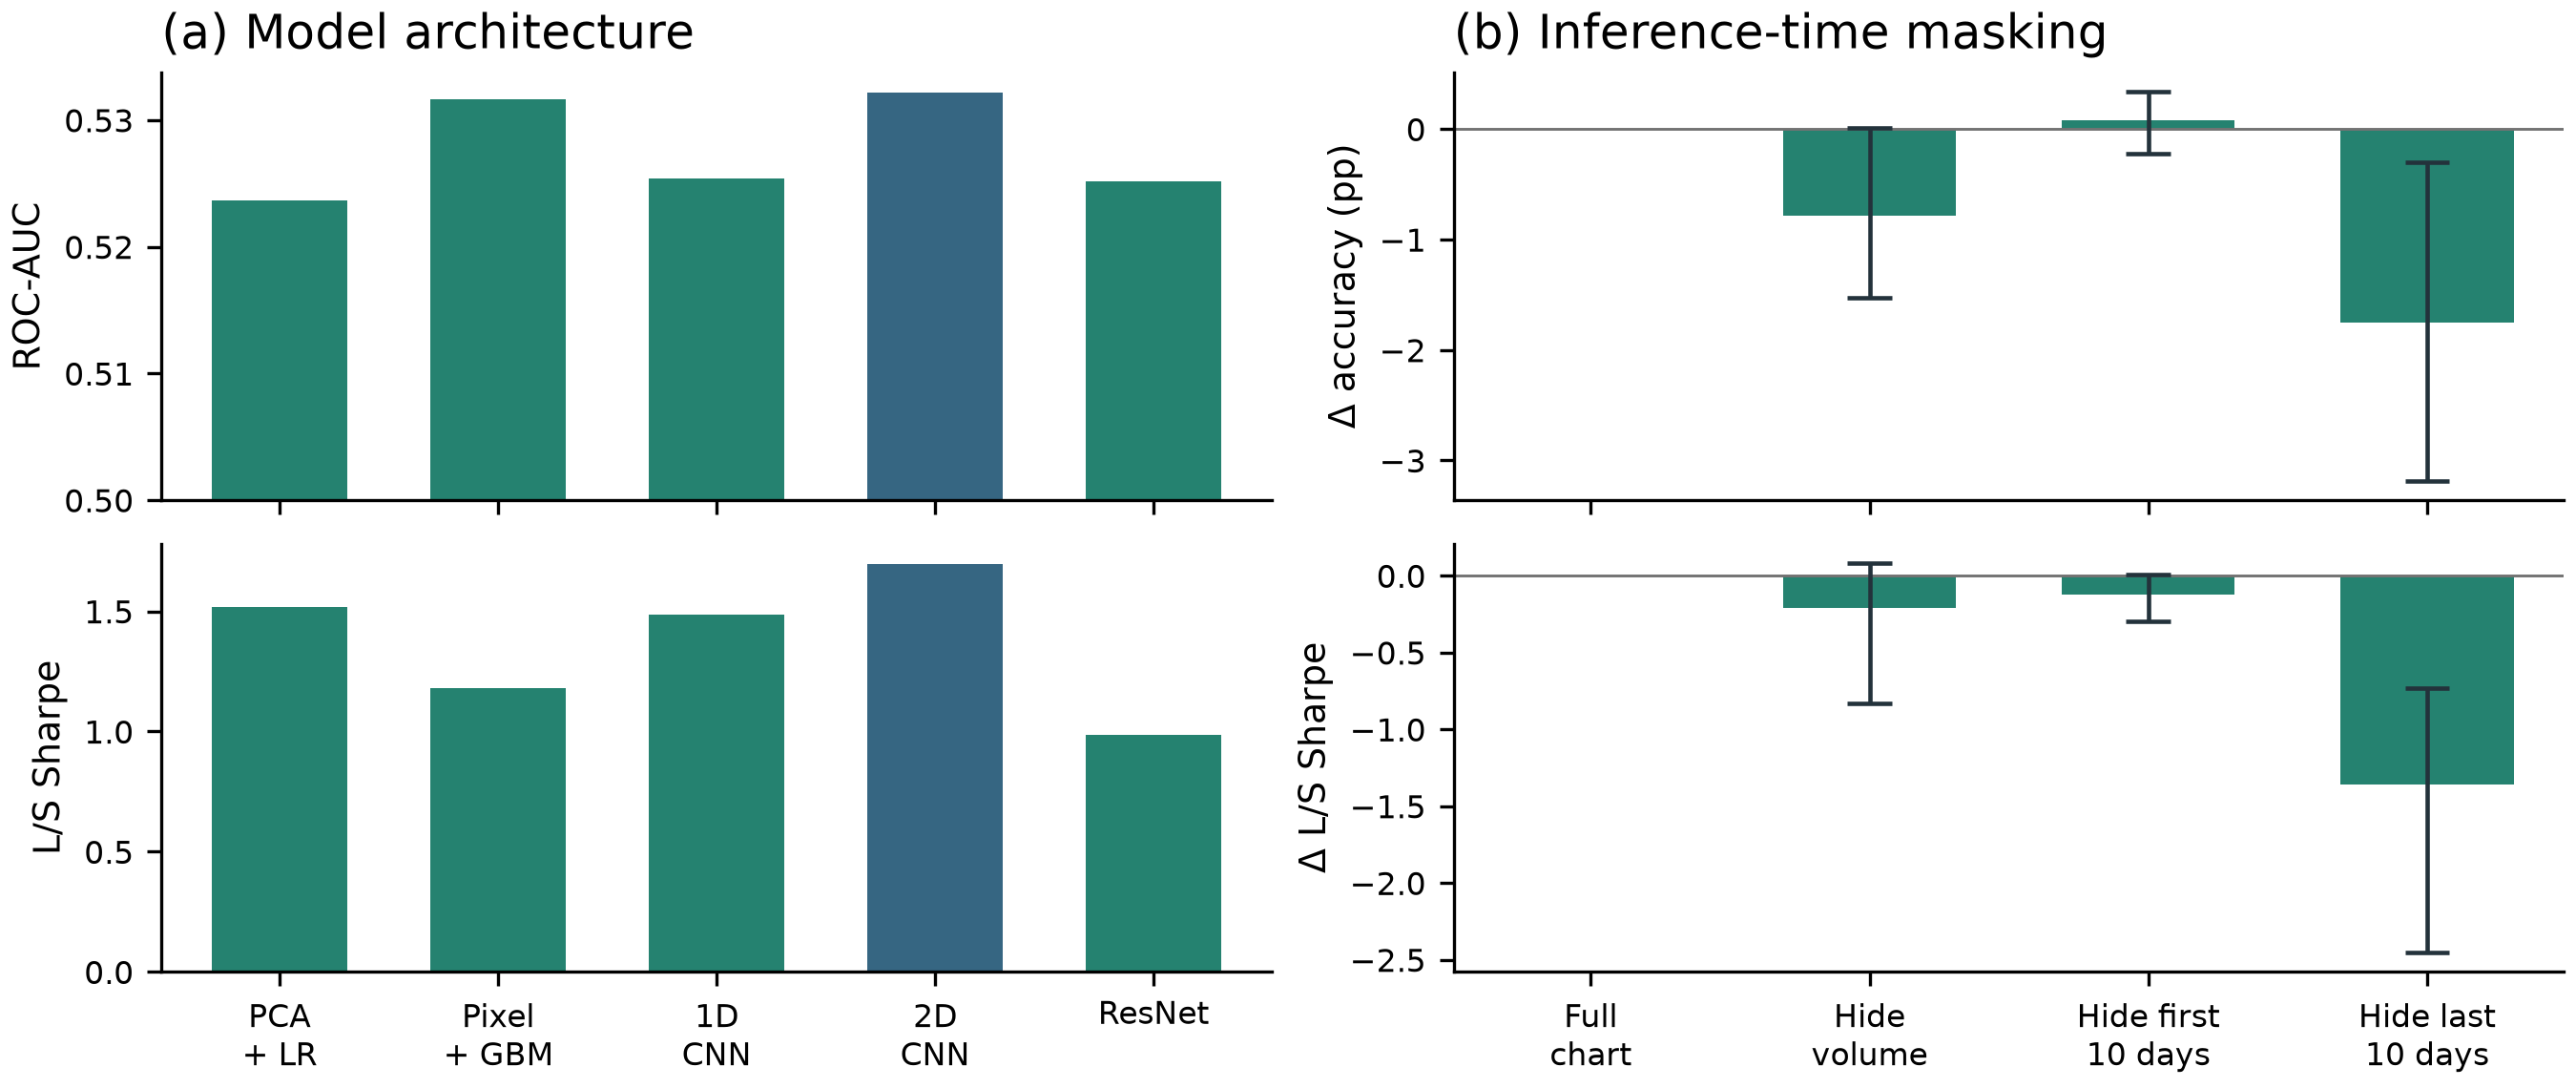 (a) Model architecture
ROC-AUC
0.53
0.52
0.51
0.50
L/S Sharpe
1.5
1.0
0.5
0.0
PCA
+ LR
Pixel
+ GBM
1D
CNN
2D
CNN
ResNet
(b) Inference-time masking
Δ accuracy (pp)
0
−1
−2
−3
Δ L/S Sharpe
0.0
−0.5
−1.0
−1.5
−2.0
−2.5
Full
chart
Hide
volume
Hide first
10 days
Hide last
10 days